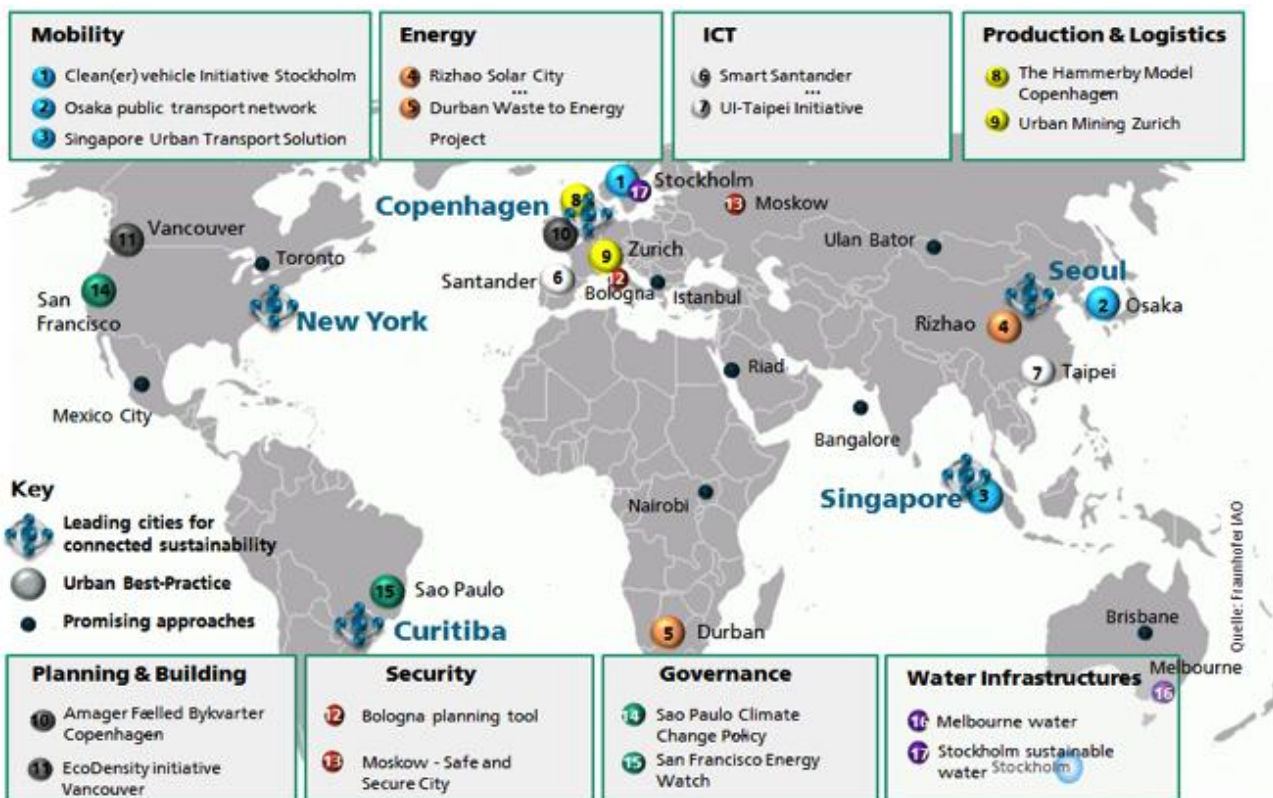 Mobility
1 Clean(er) vehicle Initiative Stockholm
2 Osaka public transport network
3 Singapore Urban Transport Solution
Energy
4 Rizhao Solar City
...
5 Durban Waste to Energy
Project
ICT
6 Smart Santander
...
7 UI-Taipei Initiative
Production & Logistics
8 The Hammerby Model
Copenhagen
9 Urban Mining Zurich
1
17
Stockholm
8
Copenhagen
10
13
Moskow
11
Vancouver
Toronto
9
Zurich
Ulan Bator
Santander
6
12
Bologna
Istanbul
Seoul
14
San
Francisco
New York
2
Osaka
Rizhao
4
Riad
7
Taipei
Mexico City
Bangalore
Nairobi
Singapore
3
Key
Leading cities for
connected sustainability
Urban Best-Practice
Promising approaches
15
Sao Paulo
Curitiba
5
Durban
Brisbane
Melbourne
16
Quelle: Fraunhofer IAO
Planning & Building
10 Amager Fælled Bykvarter
Copenhagen
11 EcoDensity initiative
Vancouver
Security
12 Bologna planning tool
13 Moskow - Safe and
Secure City
Governance
14 Sao Paulo Climate
Change Policy
15 San Francisco Energy
Watch
Water Infrastructures
16 Melbourne water
17 Stockholm sustainable
water
Stockholm